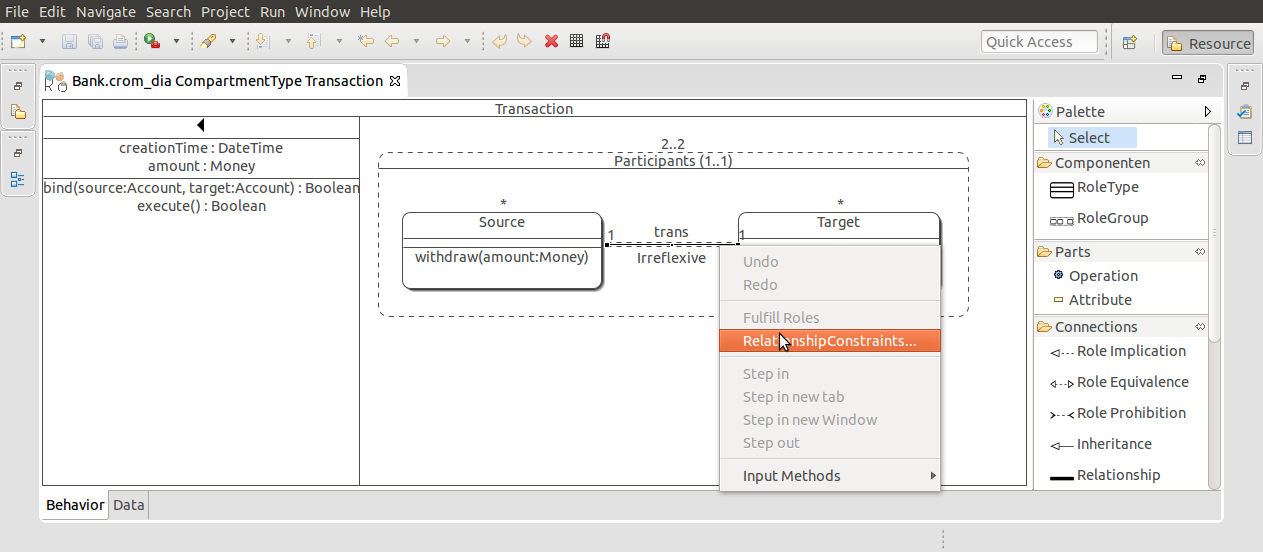 File Edit Navigate Search Project Run Window Help
Quick Access
Resource
Bank.crom_dia CompartmentType Transaction
Transaction
creationTime : DateTime
amount : Money
bind(source:Account, target:Account) : Boolean
execute() : Boolean
2..2
Participants (1..1)
*
*
Source
Target
1
trans
1
withdraw(amount:Money)
Irreflexive
Undo
Redo
Fulfill Roles
RelationshipConstraints...
Step in
Step in new tab
Step in new Window
Step out
Input Methods
Palette
Select
Componenten
RoleType
RoleGroup
Parts
Operation
Attribute
Connections
Role Implication
Role Equivalence
Role Prohibition
Inheritance
Relationship
Behavior
Data